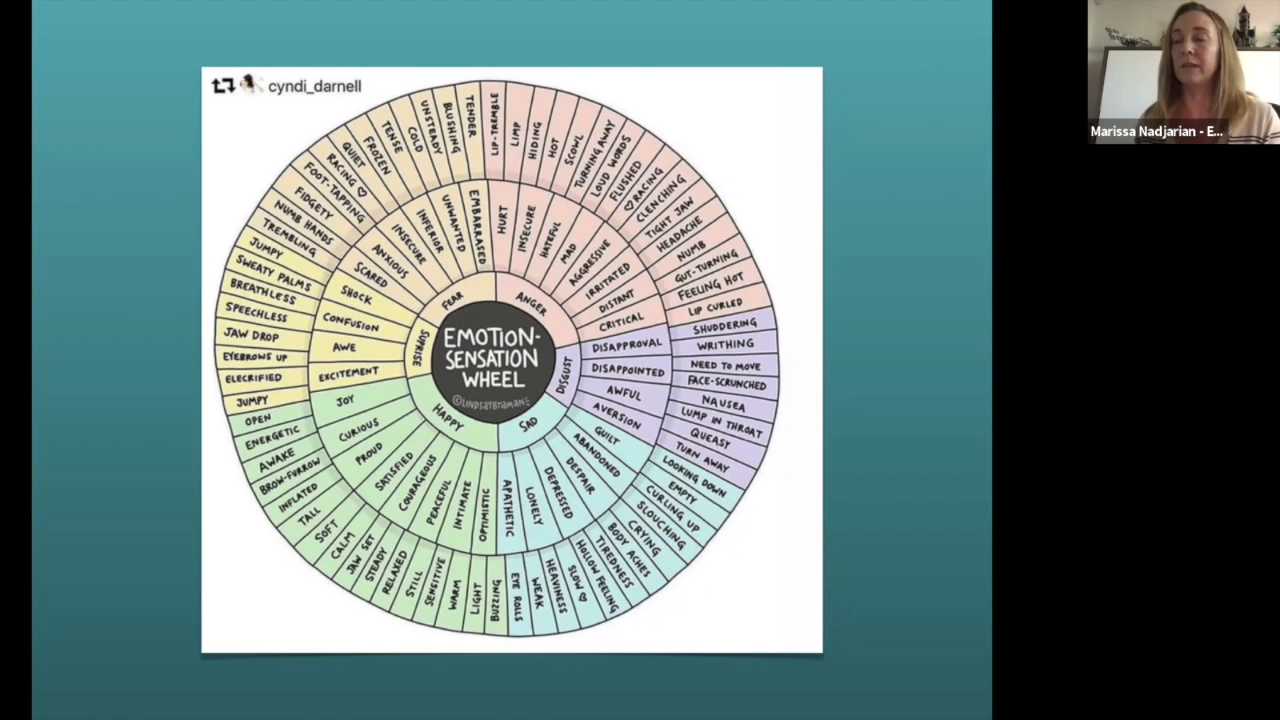 cyndi_darnell
Marissa Nadjarian - E...
EMOTION-
SENSATION
WHEEL
©LINDSAYBRAMAN
FEAR
ANGER
DISGUST
SAD
HAPPY
SUPRISE
HURT
INSECURE
HATEFUL
MAD
AGGRESSIVE
IRRITATED
DISTANT
CRITICAL
DISAPPROVAL
DISAPPOINTED
AWFUL
AVERSION
GUILT
ABANDONED
DESPAIR
DEPRESSED
LONELY
APATHETIC
OPTIMISTIC
INTIMATE
PEACEFUL
COURAGEOUS
SATISFIED
PROUD
CURIOUS
JOY
EXCITEMENT
AWE
CONFUSION
SHOCK
SCARED
ANXIOUS
INSECURE
INFERIOR
UNWANTED
EMBARRASED
LIP-TREMBLE
LIMP
HIDING
HOT
SCOWL
TURNING AWAY
LOUD WORDS
FLUSHED
♡ RACING
CLENCHING
TIGHT JAW
HEADACHE
NUMB
GUT-TURNING
FEELING HOT
LIP CURLED
SHUDDERING
WRITHING
NEED TO MOVE
FACE-SCRUNCHED
NAUSEA
LUMP IN THROAT
QUEASY
TURN AWAY
LOOKING DOWN
EMPTY
CURLING UP
SLOUCHING
CRYING
BODY ACHES
TIREDNESS
HOLLOW FEELING
SLOW ♡
HEAVINESS
WEAK
EYE ROLLS
BUZZING
LIGHT
WARM
SENSITIVE
STILL
RELAXED
STEADY
JAW SET
CALM
SOFT
TALL
INFLATED
BROW-FURROW
AWAKE
ENERGETIC
OPEN
JUMPY
ELECRIFIED
EYEBROWS UP
JAW DROP
SPEECHLESS
BREATHLESS
SWEATY PALMS
JUMPY
TREMBLING
NUMB HANDS
FIDGETY
FOOT-TAPPING
RACING ♡
QUIET
FROZEN
TENSE
COLD
UNSTEADY
BLUSHING
TENDER